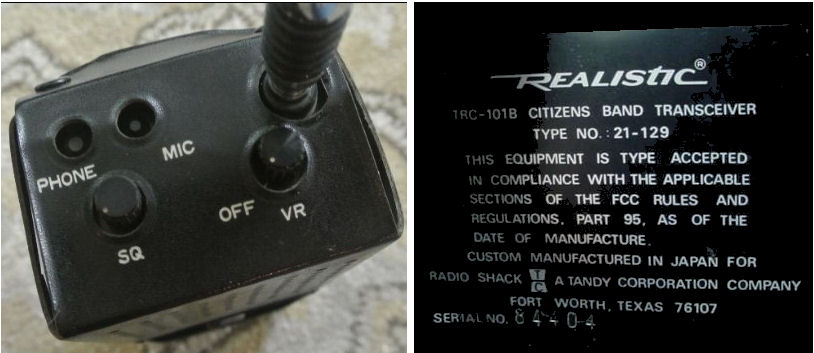 PHONE
MIC
OFF VR
SQ
REALISTIC®
TRC-101B CITIZENS BAND TRANSCEIVER
TYPE NO.: 21-129
THIS EQUIPMENT IS TYPE ACCEPTED
IN COMPLIANCE WITH THE APPLICABLE
SECTIONS OF THE FCC RULES AND
REGULATIONS, PART 95, AS OF THE
DATE OF MANUFACTURE.
CUSTOM MANUFACTURED IN JAPAN FOR
RADIO SHACK TC A TANDY CORPORATION COMPANY
FORT WORTH, TEXAS 76107
SERIAL NO. 84404